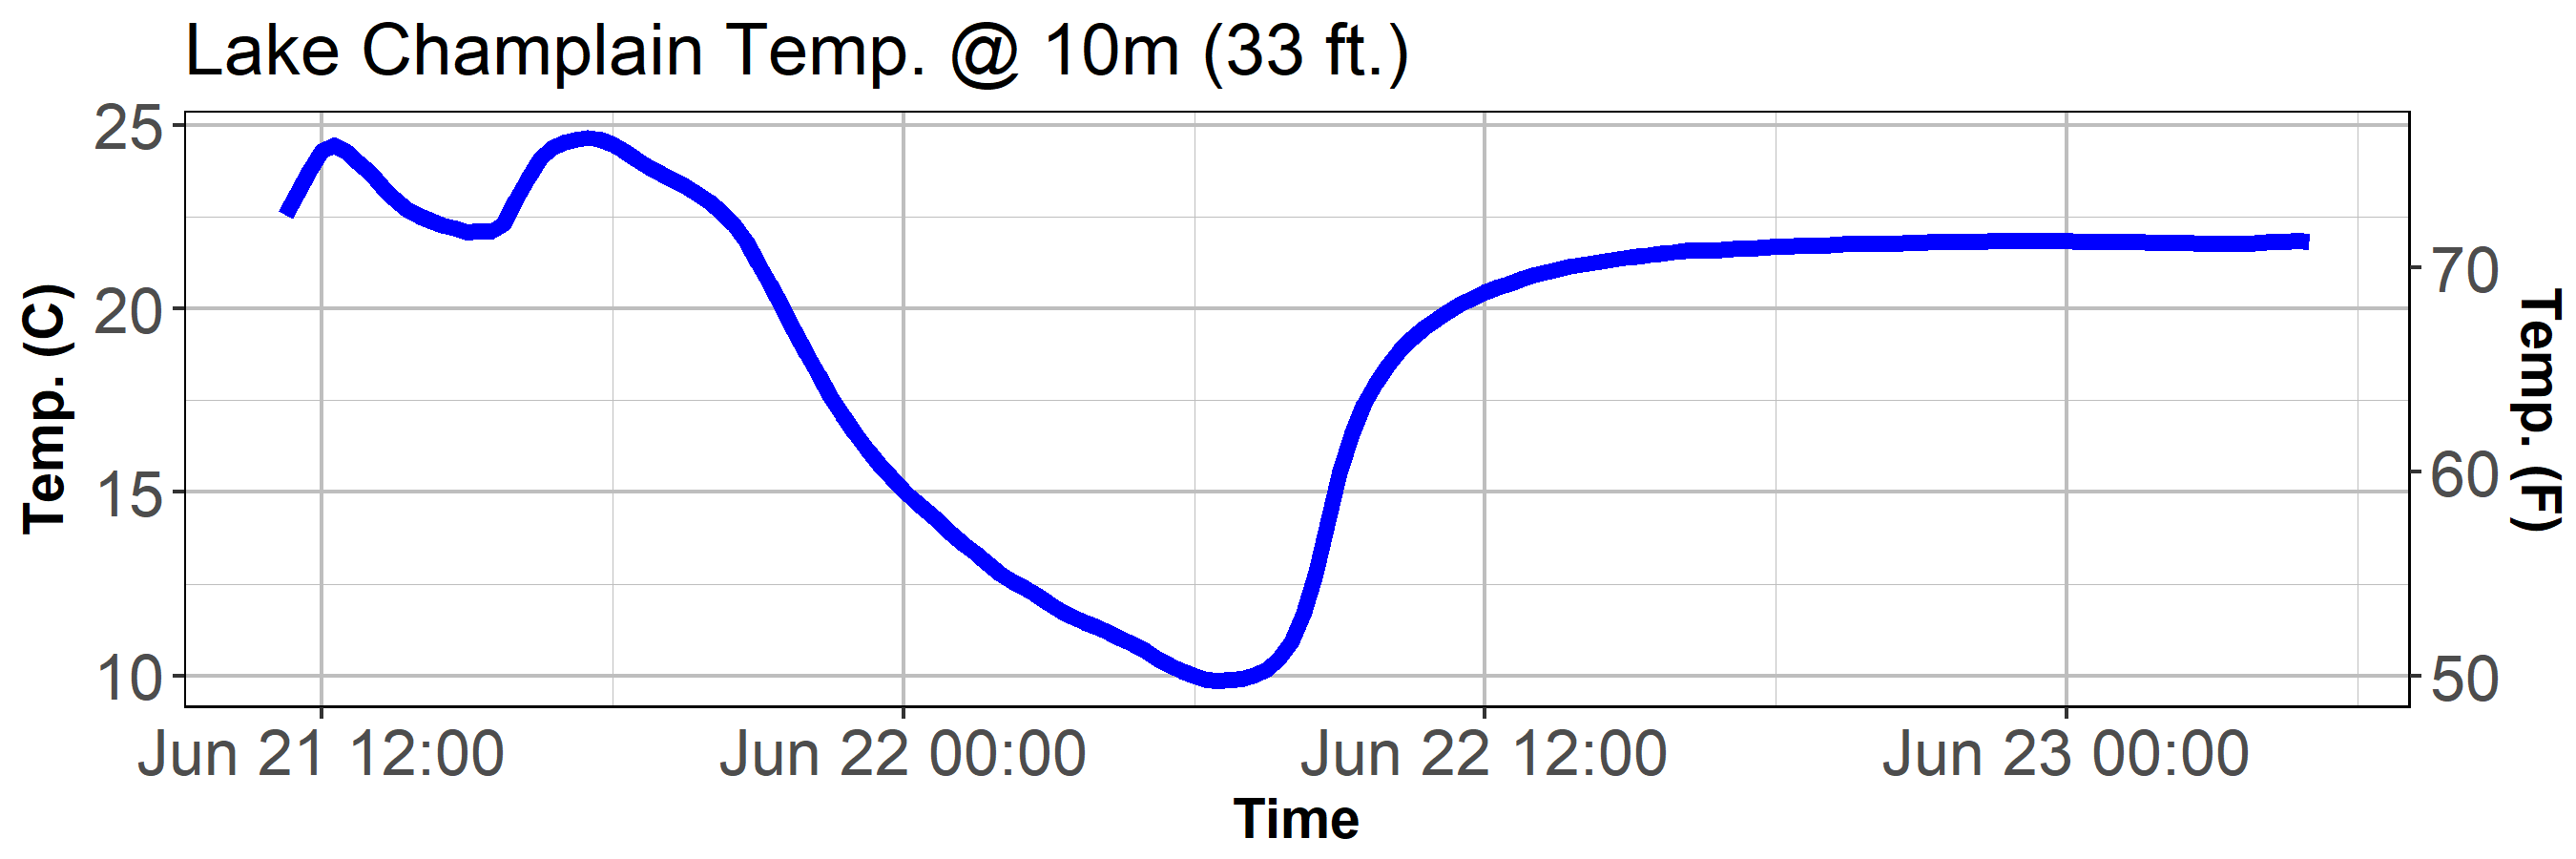 Lake Champlain Temp. @ 10m (33 ft.)
25
20
15
10
Temp. (C)
70
60
50
Temp. (F)
Jun 21 12:00 Jun 22 00:00 Jun 22 12:00 Jun 23 00:00
Time